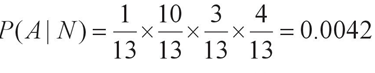 P(A|N) = 1/13 × 10/13 × 3/13 × 4/13 = 0.0042